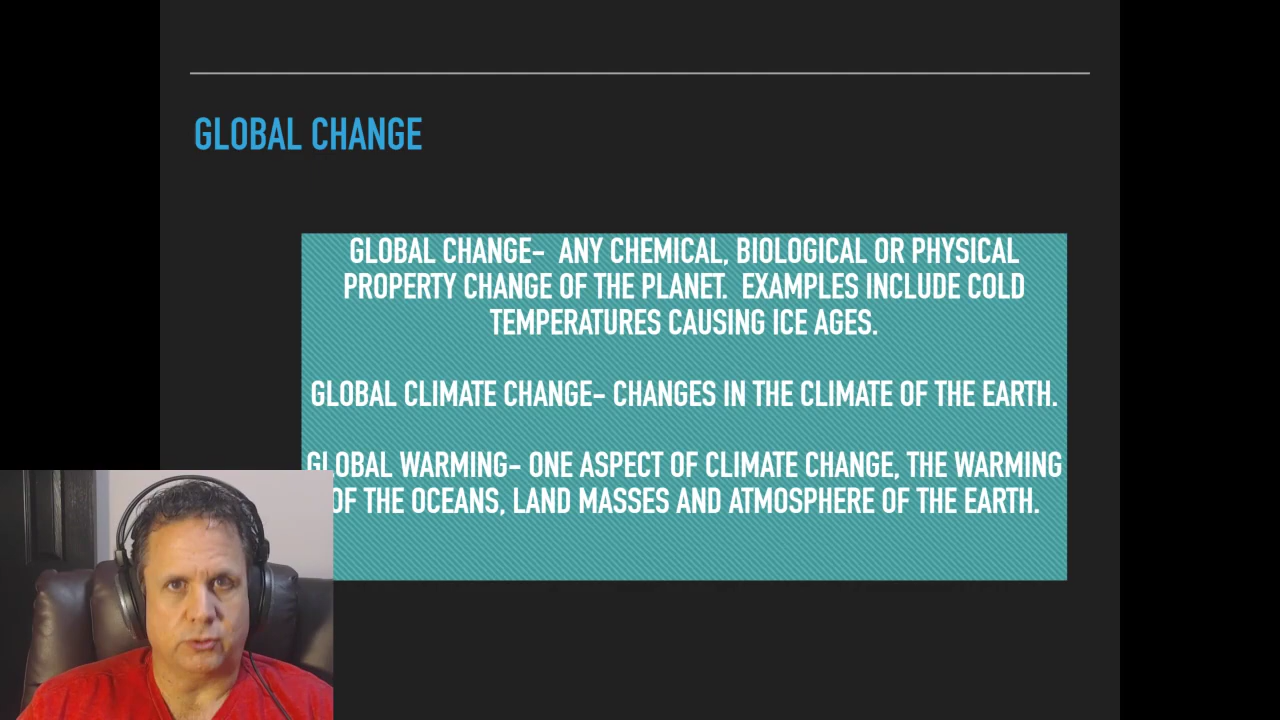 GLOBAL CHANGE
GLOBAL CHANGE- ANY CHEMICAL, BIOLOGICAL OR PHYSICAL
PROPERTY CHANGE OF THE PLANET. EXAMPLES INCLUDE COLD
TEMPERATURES CAUSING ICE AGES.
GLOBAL CLIMATE CHANGE- CHANGES IN THE CLIMATE OF THE EARTH.
GLOBAL WARMING- ONE ASPECT OF CLIMATE CHANGE, THE WARMING
OF THE OCEANS, LAND MASSES AND ATMOSPHERE OF THE EARTH.